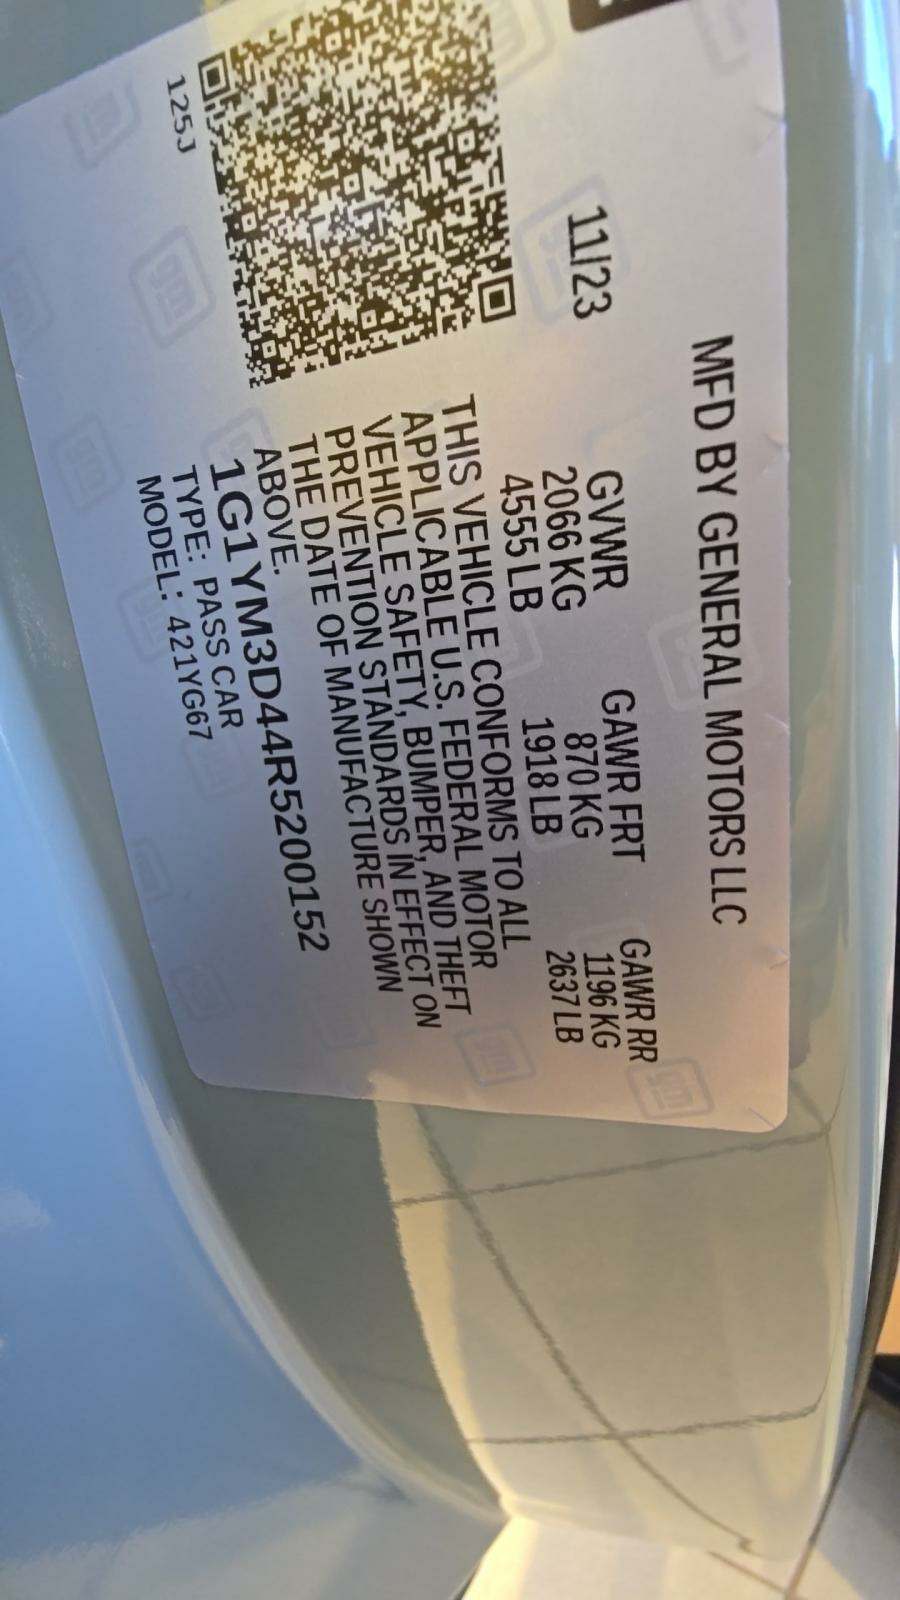 MFD BY GENERAL MOTORS LLC
11/23
GVWR GAWR FRT GAWR RR
2066 KG 870 KG 1196 KG
4555 LB 1918 LB 2637 LB
THIS VEHICLE CONFORMS TO ALL
APPLICABLE U.S. FEDERAL MOTOR
VEHICLE SAFETY, BUMPER, AND THEFT
PREVENTION STANDARDS IN EFFECT ON
THE DATE OF MANUFACTURE SHOWN
ABOVE.
1G1YM3D44R5200152
TYPE: PASS CAR
MODEL: 421YG67
125J
gm